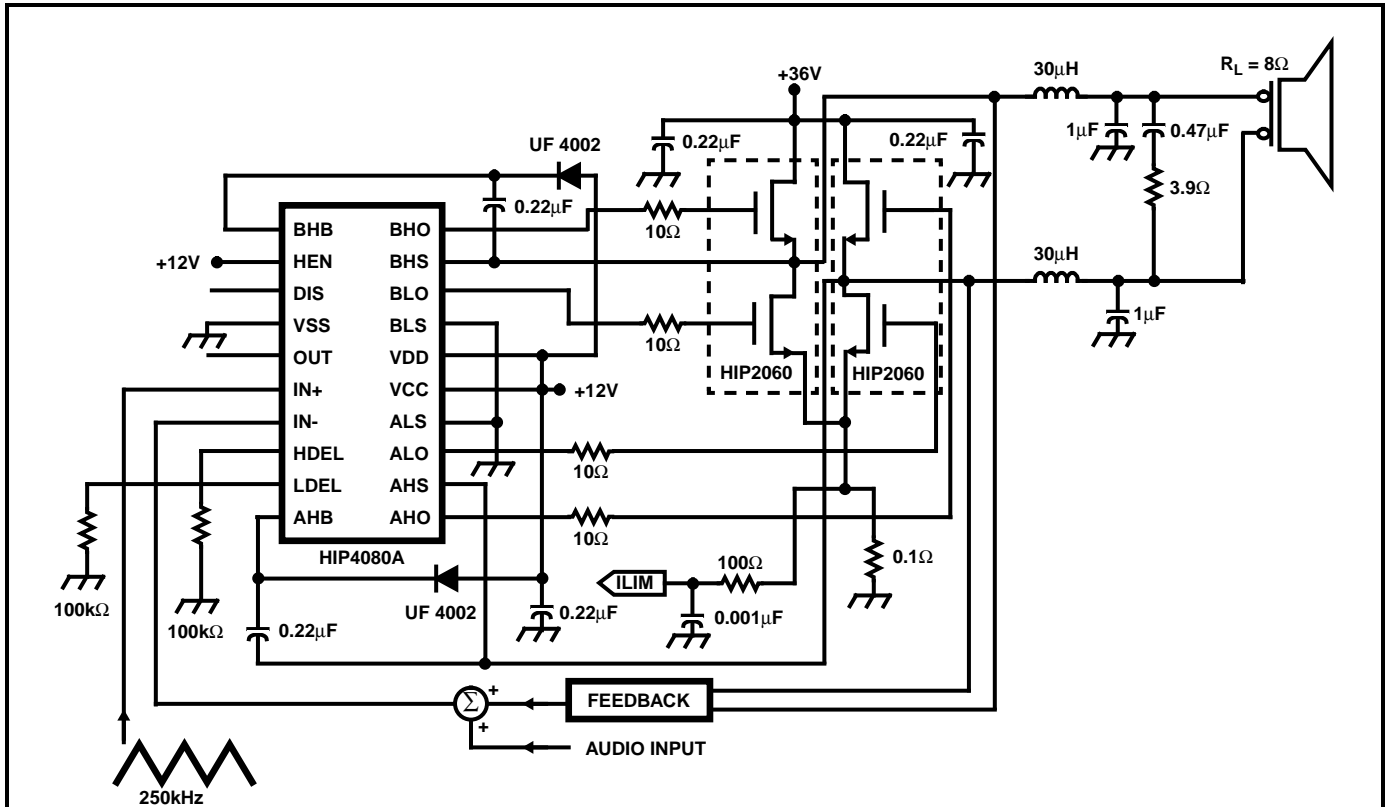 +36V
30µH
R_L = 8Ω
UF 4002
0.22µF
0.22µF
1µF
0.47µF
0.22µF
3.9Ω
10Ω
BHB
BHO
+12V
HEN
BHS
30µH
DIS
BLO
VSS
BLS
10Ω
1µF
OUT
VDD
HIP2060
HIP2060
IN+
VCC
+12V
IN-
ALS
HDEL
ALO
10Ω
LDEL
AHS
AHB
AHO
10Ω
HIP4080A
100Ω
0.1Ω
ILIM
UF 4002
0.22µF
0.001µF
100kΩ
100kΩ
0.22µF
Σ
+
+
FEEDBACK
AUDIO INPUT
250kHz